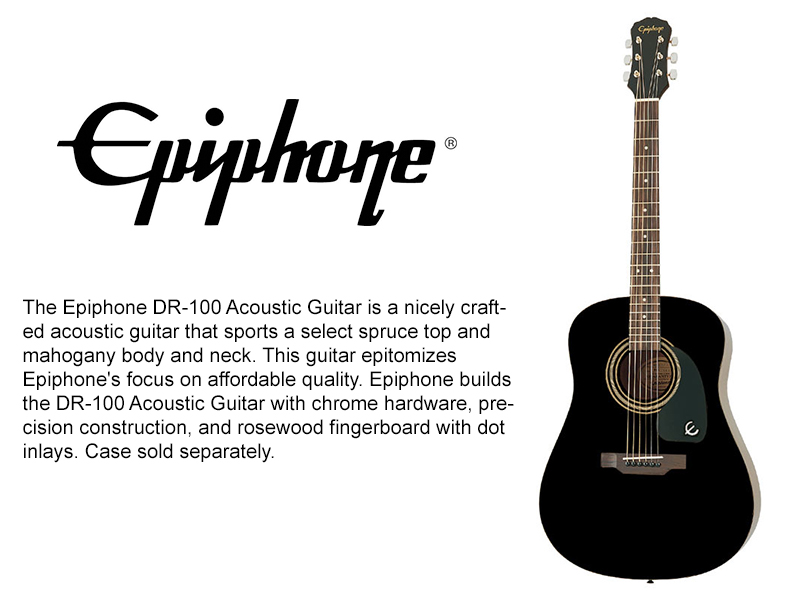 Epiphone®
The Epiphone DR-100 Acoustic Guitar is a nicely craft-
ed acoustic guitar that sports a select spruce top and
mahogany body and neck. This guitar epitomizes
Epiphone's focus on affordable quality. Epiphone builds
the DR-100 Acoustic Guitar with chrome hardware, pre-
cision construction, and rosewood fingerboard with dot
inlays. Case sold separately.
Epiphone